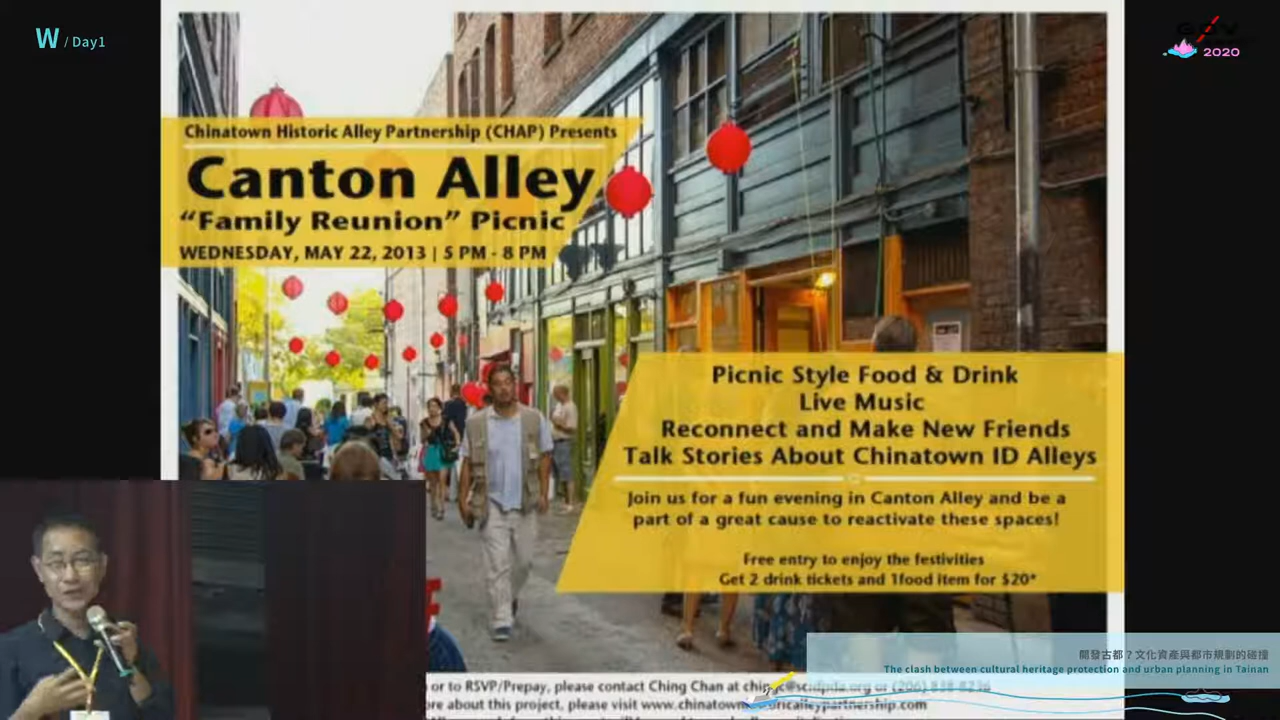 W / Day1
2020
Chinatown Historic Alley Partnership (CHAP) Presents
Canton Alley
“Family Reunion” Picnic
WEDNESDAY, MAY 22, 2013 | 5 PM - 8 PM
Picnic Style Food & Drink
Live Music
Reconnect and Make New Friends
Talk Stories About Chinatown ID Alleys
Join us for a fun evening in Canton Alley and be a
part of a great cause to reactivate these spaces!
Free entry to enjoy the festivities
Get 2 drink tickets and 1food item for $20*
開發古都？文化資產與都市規劃的碰撞
The clash between cultural heritage protection and urban planning in Tainan
or to RSVP/Prepay, please contact Ching Chan at
about this project, please visit